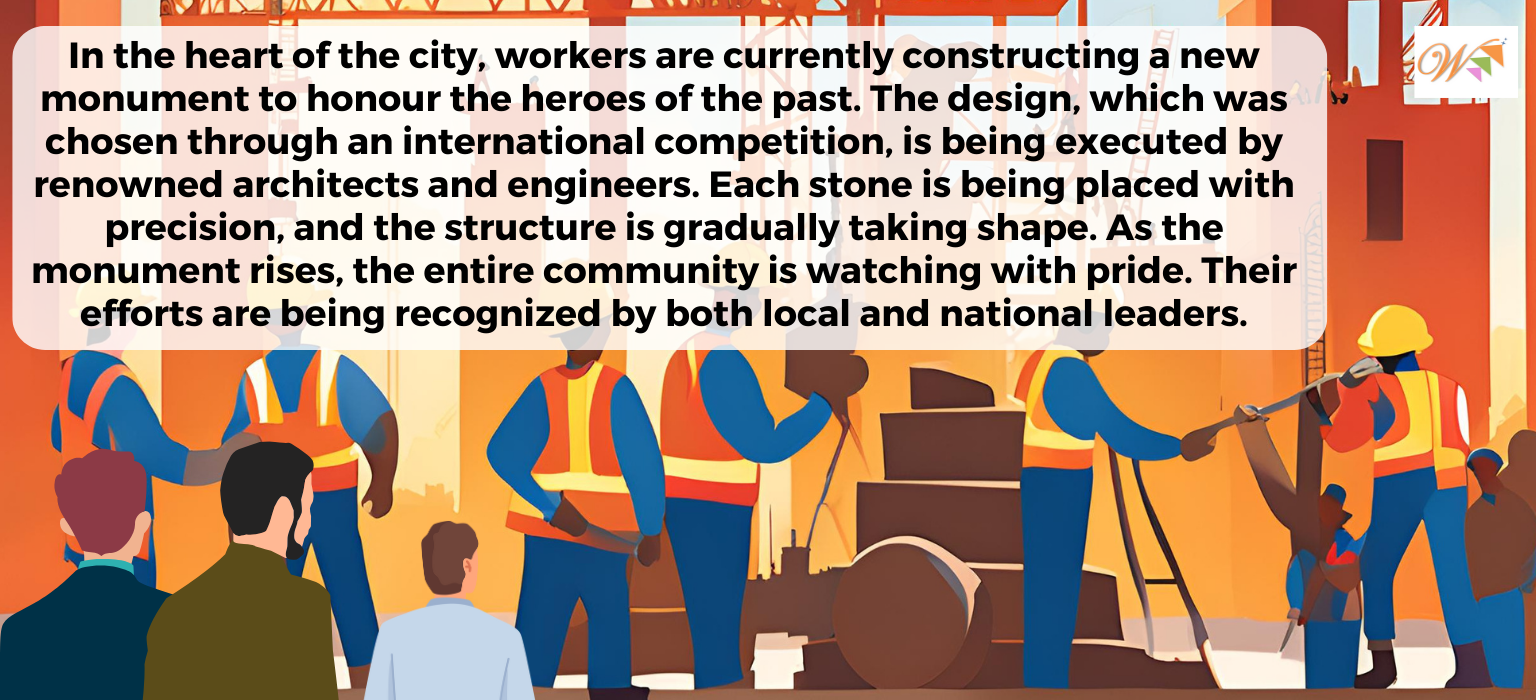 In the heart of the city, workers are currently constructing a new
monument to honour the heroes of the past. The design, which was
chosen through an international competition, is being executed by
renowned architects and engineers. Each stone is being placed with
precision, and the structure is gradually taking shape. As the
monument rises, the entire community is watching with pride. Their
efforts are being recognized by both local and national leaders.
W